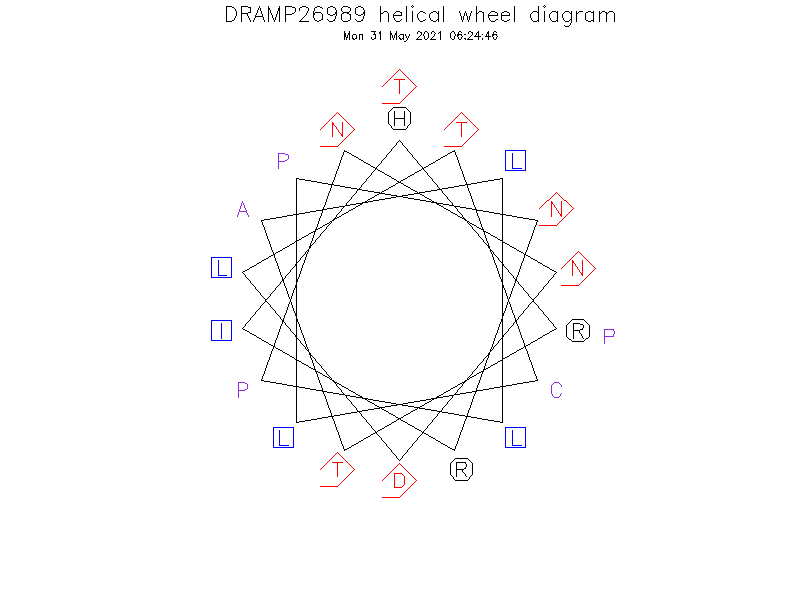 DRAMP26989 helical wheel diagram
Mon 31 May 2021 06:24:46
T
H
N T
P L
A N
L N
I R P
P C
L L
T D R